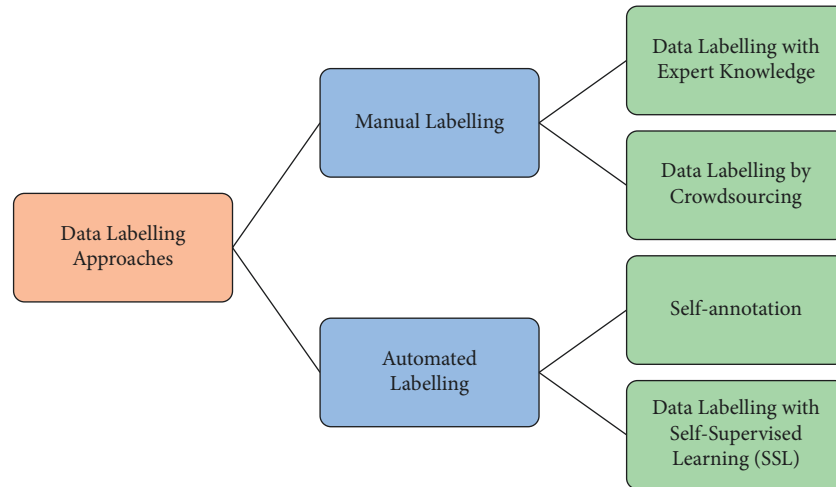 Data Labelling
Approaches
Manual Labelling
Automated
Labelling
Data Labelling with
Expert Knowledge
Data Labelling by
Crowdsourcing
Self-annotation
Data Labelling with
Self-Supervised
Learning (SSL)